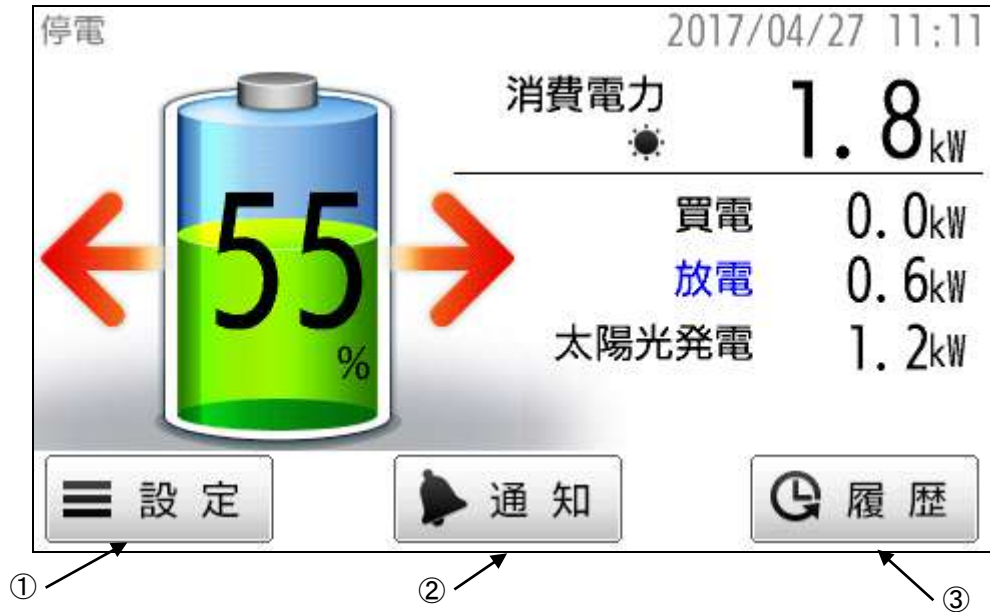 停電 2017/04/27 11:11
消費電力 1.8kW
買電 0.0kW
放電 0.6kW
太陽光発電 1.2kW
55%
設定 通知 履歴
① ② ③